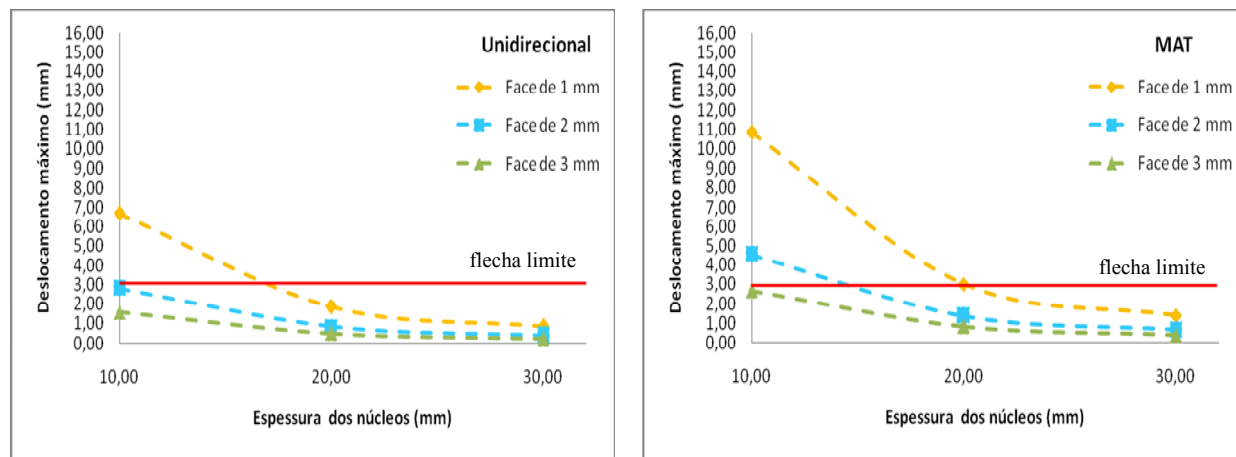 Unidirecional
Deslocamento máximo (mm)
16,00
15,00
14,00
13,00
12,00
11,00
10,00
9,00
8,00
7,00
6,00
5,00
4,00
3,00
2,00
1,00
0,00
Face de 1 mm
Face de 2 mm
Face de 3 mm
flecha limite
10,00 20,00 30,00
Espessura dos núcleos (mm)
MAT
Deslocamento máximo (mm)
16,00
15,00
14,00
13,00
12,00
11,00
10,00
9,00
8,00
7,00
6,00
5,00
4,00
3,00
2,00
1,00
0,00
Face de 1 mm
Face de 2 mm
Face de 3 mm
flecha limite
10,00 20,00 30,00
Espessura dos núcleos (mm)